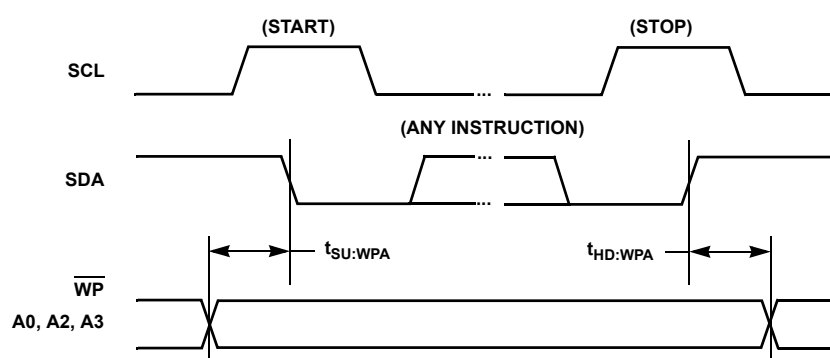 (START)
(STOP)
SCL
...
(ANY INSTRUCTION)
SDA
...
...
tSU:WPA
tHD:WPA
WP
A0, A2, A3